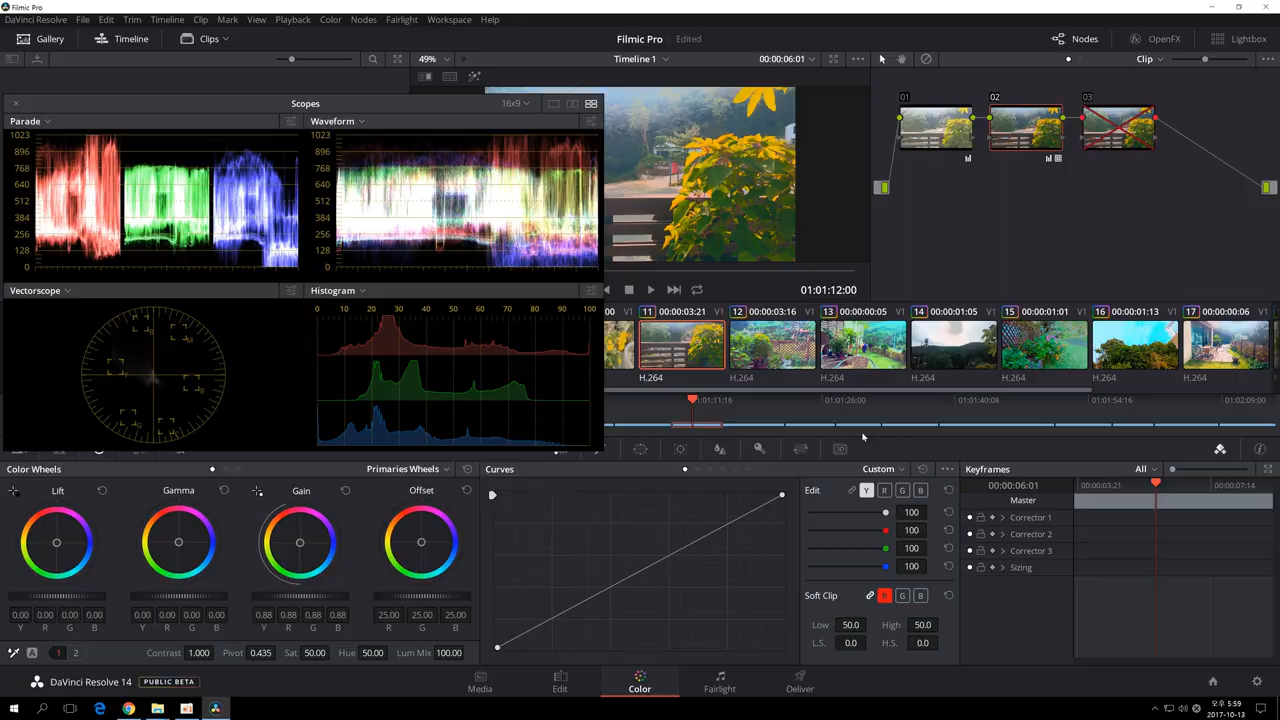 Filmic Pro
DaVinci Resolve File Edit Trim Timeline Clip Mark View Playback Color Nodes Fairlight Workspace Help
Gallery Timeline Clips Filmic Pro Edited Nodes OpenFX Lightbox
49% Timeline 1 00:00:06:01 Clip
Scopes 16x9
Parade Waveform
1023 1023
896 896
768 768
640 640
512 512
384 384
256 256
128 128
0 0
01 02 03
Vectorscope Histogram
0 10 20 30 40 50 60 70 80 90 100
01:01:12:00
V1 11 00:00:03:21 V1 12 00:00:03:16 V1 13 00:00:00:05 V1 14 00:00:01:05 V1 15 00:00:01:01 V1 16 00:00:01:13 V1 17 00:00:00:06 V1
H.264 H.264 H.264 H.264 H.264 H.264 H.264
01:01:11:16 01:01:26:00 01:01:40:08 01:01:54:16 01:02:09:00
Color Wheels Primaries Wheels Curves Custom Keyframes All
Lift Gamma Gain Offset
Edit Y R G B
00:00:06:01 00:00:03:21 00:00:07:14
Master
100
Corrector 1
100
Corrector 2
100
Corrector 3
100
Sizing
Soft Clip R G B
0.00 0.00 0.00 0.00 0.00 0.00 0.00 0.00 0.88 0.88 0.88 0.88 25.00 25.00 25.00
Y R G B Y R G B Y R G B R G B
Low 50.0 High 50.0
L.S. 0.0 H.S. 0.0
A 1 2 Contrast 1.000 Pivot 0.435 Sat 50.00 Hue 50.00 Lum Mix 100.00
DaVinci Resolve 14 PUBLIC BETA
Media Edit Color Fairlight Deliver
오후 5:59
2017-10-13